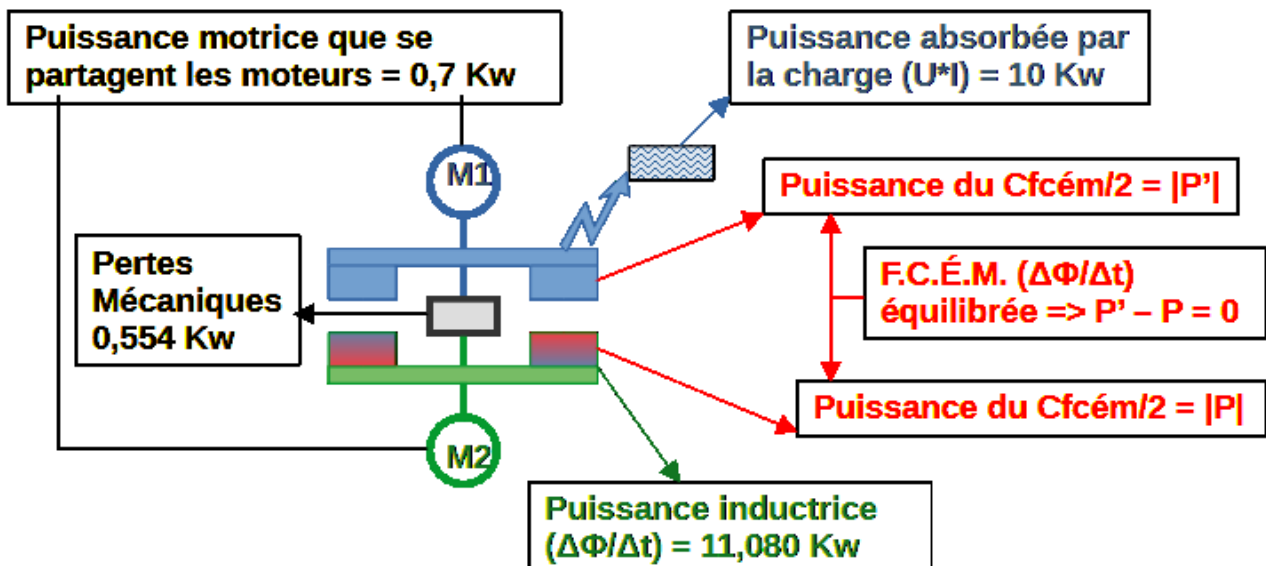 Puissance motrice que se
partagent les moteurs = 0,7 Kw
Puissance absorbée par
la charge (U*I) = 10 Kw
M1
Puissance du Cfcém/2 = |P'|
Pertes
Mécaniques
0,554 Kw
F.C.É.M. (ΔΦ/Δt)
équilibrée => P' – P = 0
Puissance du Cfcém/2 = |P|
M2
Puissance inductrice
(ΔΦ/Δt) = 11,080 Kw